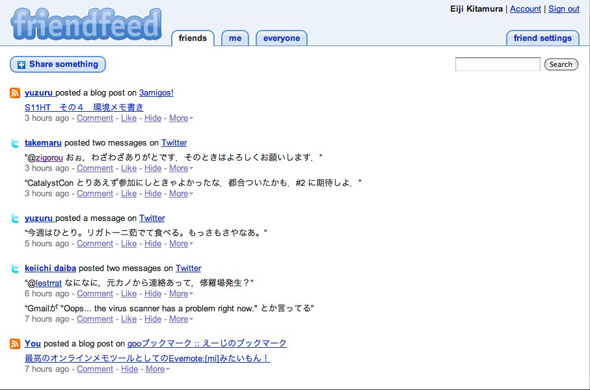 Eiji Kitamura | Account | Sign out
friendfeed
friends me everyone friend settings
Share something Search
yuzuru posted a blog post on 3amigos!
S11HT その４ 環境メモ書き
3 hours ago - Comment - Like - Hide - More
takemaru posted two messages on Twitter
"@zigorou おぉ、わざわざありがとです．そのときはよろしくお願いします．"
3 hours ago - Comment - Like - Hide - More
"CatalystCon とりあえず参加にしときゃよかったな．都合ついたかも．#2 に期待しよ．"
3 hours ago - Comment - Like - Hide - More
yuzuru posted a message on Twitter
"今週はひとり。リガトーニ茹でて食べる。もっさもさやなあ。"
5 hours ago - Comment - Like - Hide - More
keiichi daiba posted two messages on Twitter
"@lestrrat なになに．元カノから連絡あって，修羅場発生？"
6 hours ago - Comment - Like - Hide - More
"Gmailが "Oops... the virus scanner has a problem right now." とか言ってる"
7 hours ago - Comment - Like - Hide - More
You posted a blog post on gooブックマーク :: えーじのブックマーク
最高のオンラインメモツールとしてのEvernote:[mi]みたいもん！
7 hours ago - Comment - Hide - More